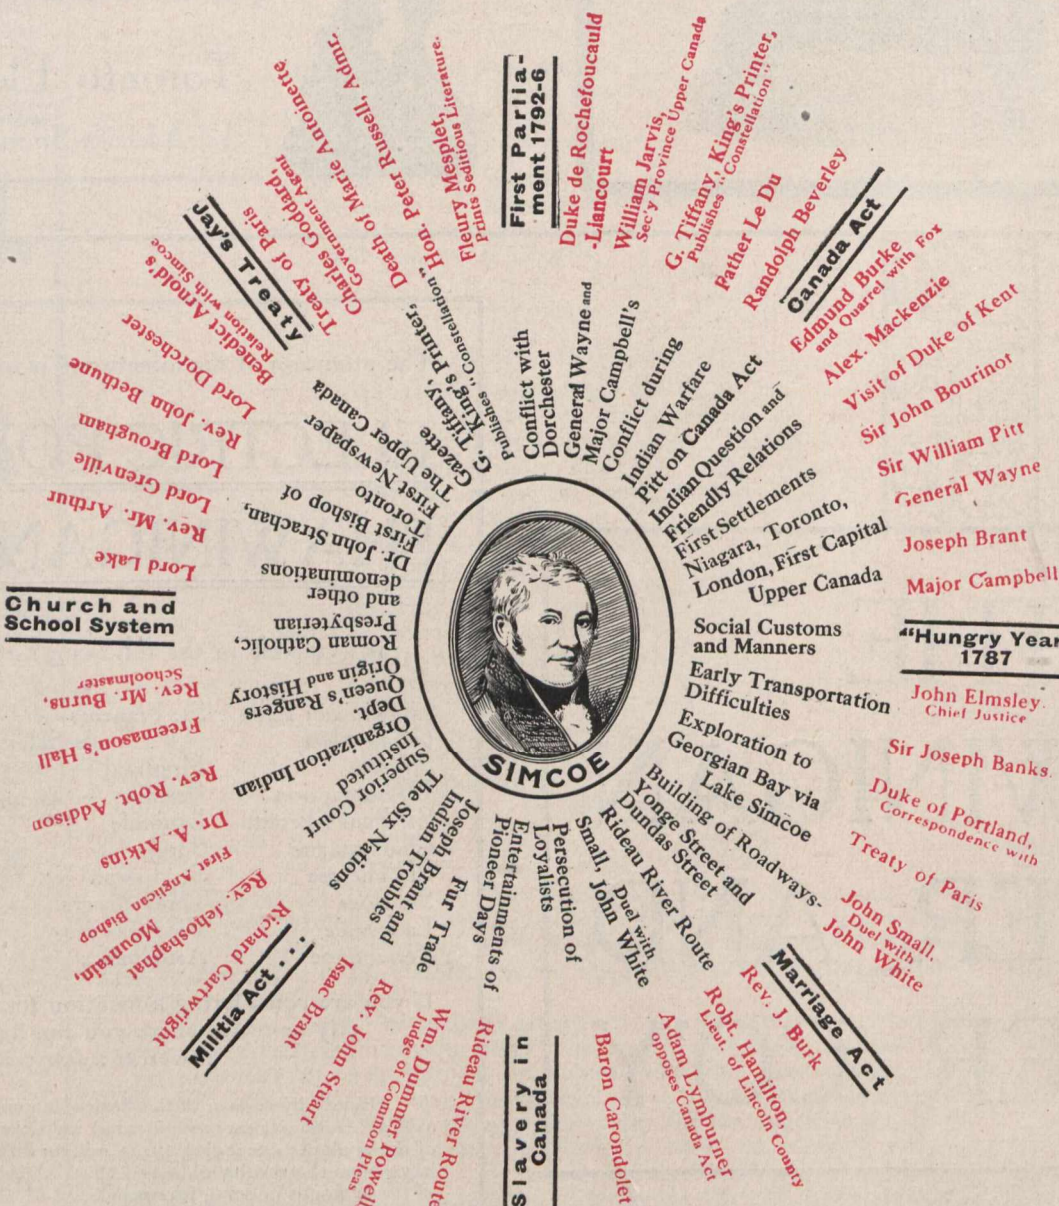 First Parlia-
ment 1792-6
Duke de Rochefoucauld
-Liancourt
William Jarvis,
Sec'y Province Upper Canada
G. Tiffany, King's Printer,
Publishes "Constellation"
Father Le Du
Randolph Beverley
Canada Act
Edmund Burke
and Quarrel with Fox
Alex. Mackenzie
Visit of Duke of Kent
Sir John Bourinot
Sir William Pitt
General Wayne
Joseph Brant
Major Campbell
"Hungry Year
1787
John Elmsley.
Chief Justice
Sir Joseph Banks.
Duke of Portland,
Correspondence with
Treaty of Paris
John Small.
Duel with
John White
Marriage Act
Rev. J. Burk
Robt. Hamilton,
Lieut. of Lincoln County
Adam Lymburner
opposes Canada Act
Baron Carondolet
Slavery in
Canada
Rideau River Route
Wm. Dummer Powell
Judge of Common Pleas
Rev. John Stuart
Isaac Brant
Militia Act . . .
Richard Cartwright
Rev. Jehoshaphat
Mountain,
First Anglican Bishop
Dr. A. Atkins
Rev. Robt. Addison
Freemason's Hall
Rev. Mr. Burns,
Schoolmaster
Church and
School System
Lord Lake
Rev. Mr. Arthur
Lord Grenville
Lord Brougham
Rev. John Bethune
Lord Dorchester
Benedict Arnold's
Relation with Simcoe
Jay's Treaty
Treaty of Paris
Charles Goddard,
Government Agent
Death of Marie Antoinette
Hon. Peter Russell, Admr.
Fleury Mesplet,
Prints Seditious Literature.
Conflict with
Dorchester
General Wayne and
Major Campbell's
Conflict during
Indian Warfare
Pitt on Canada Act
Indian Question and
Friendly Relations
First Settlements
Niagara, Toronto,
London, First Capital
Upper Canada
Social Customs
and Manners
Early Transportation
Difficulties
Exploration to
Georgian Bay via
Lake Simcoe
Building of Roadways-
Yonge Street and
Dundas Street
Rideau River Route
Duel with
Small, John White
Persecution of
Loyalists
Entertainments of
Pioneer Days
Fur Trade
Joseph Brant and
Indian Troubles
The Six Nations
Superior Court
Instituted
Organization Indian
Dept.
Queen's Rangers
Origin and History
Roman Catholic,
Presbyterian
and other
denominations
Dr. John Strachan,
First Bishop of
Toronto
First Newspaper
The Upper Canada
Gazette
G. Tiffany,
King's Printer,
Publishes "Constellation"
SIMCOE